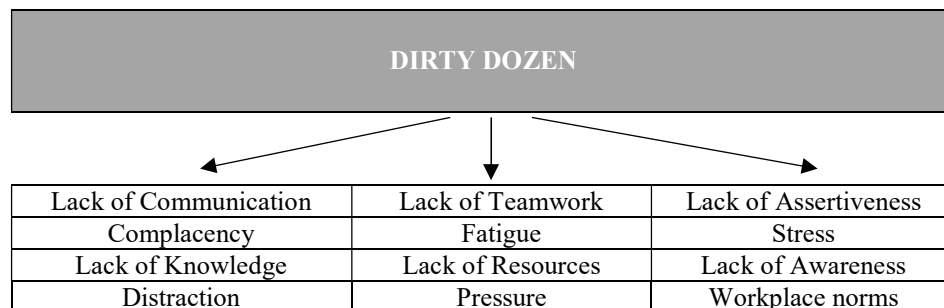 DIRTY DOZEN
Lack of Communication Lack of Teamwork Lack of Assertiveness
Complacency Fatigue Stress
Lack of Knowledge Lack of Resources Lack of Awareness
Distraction Pressure Workplace norms